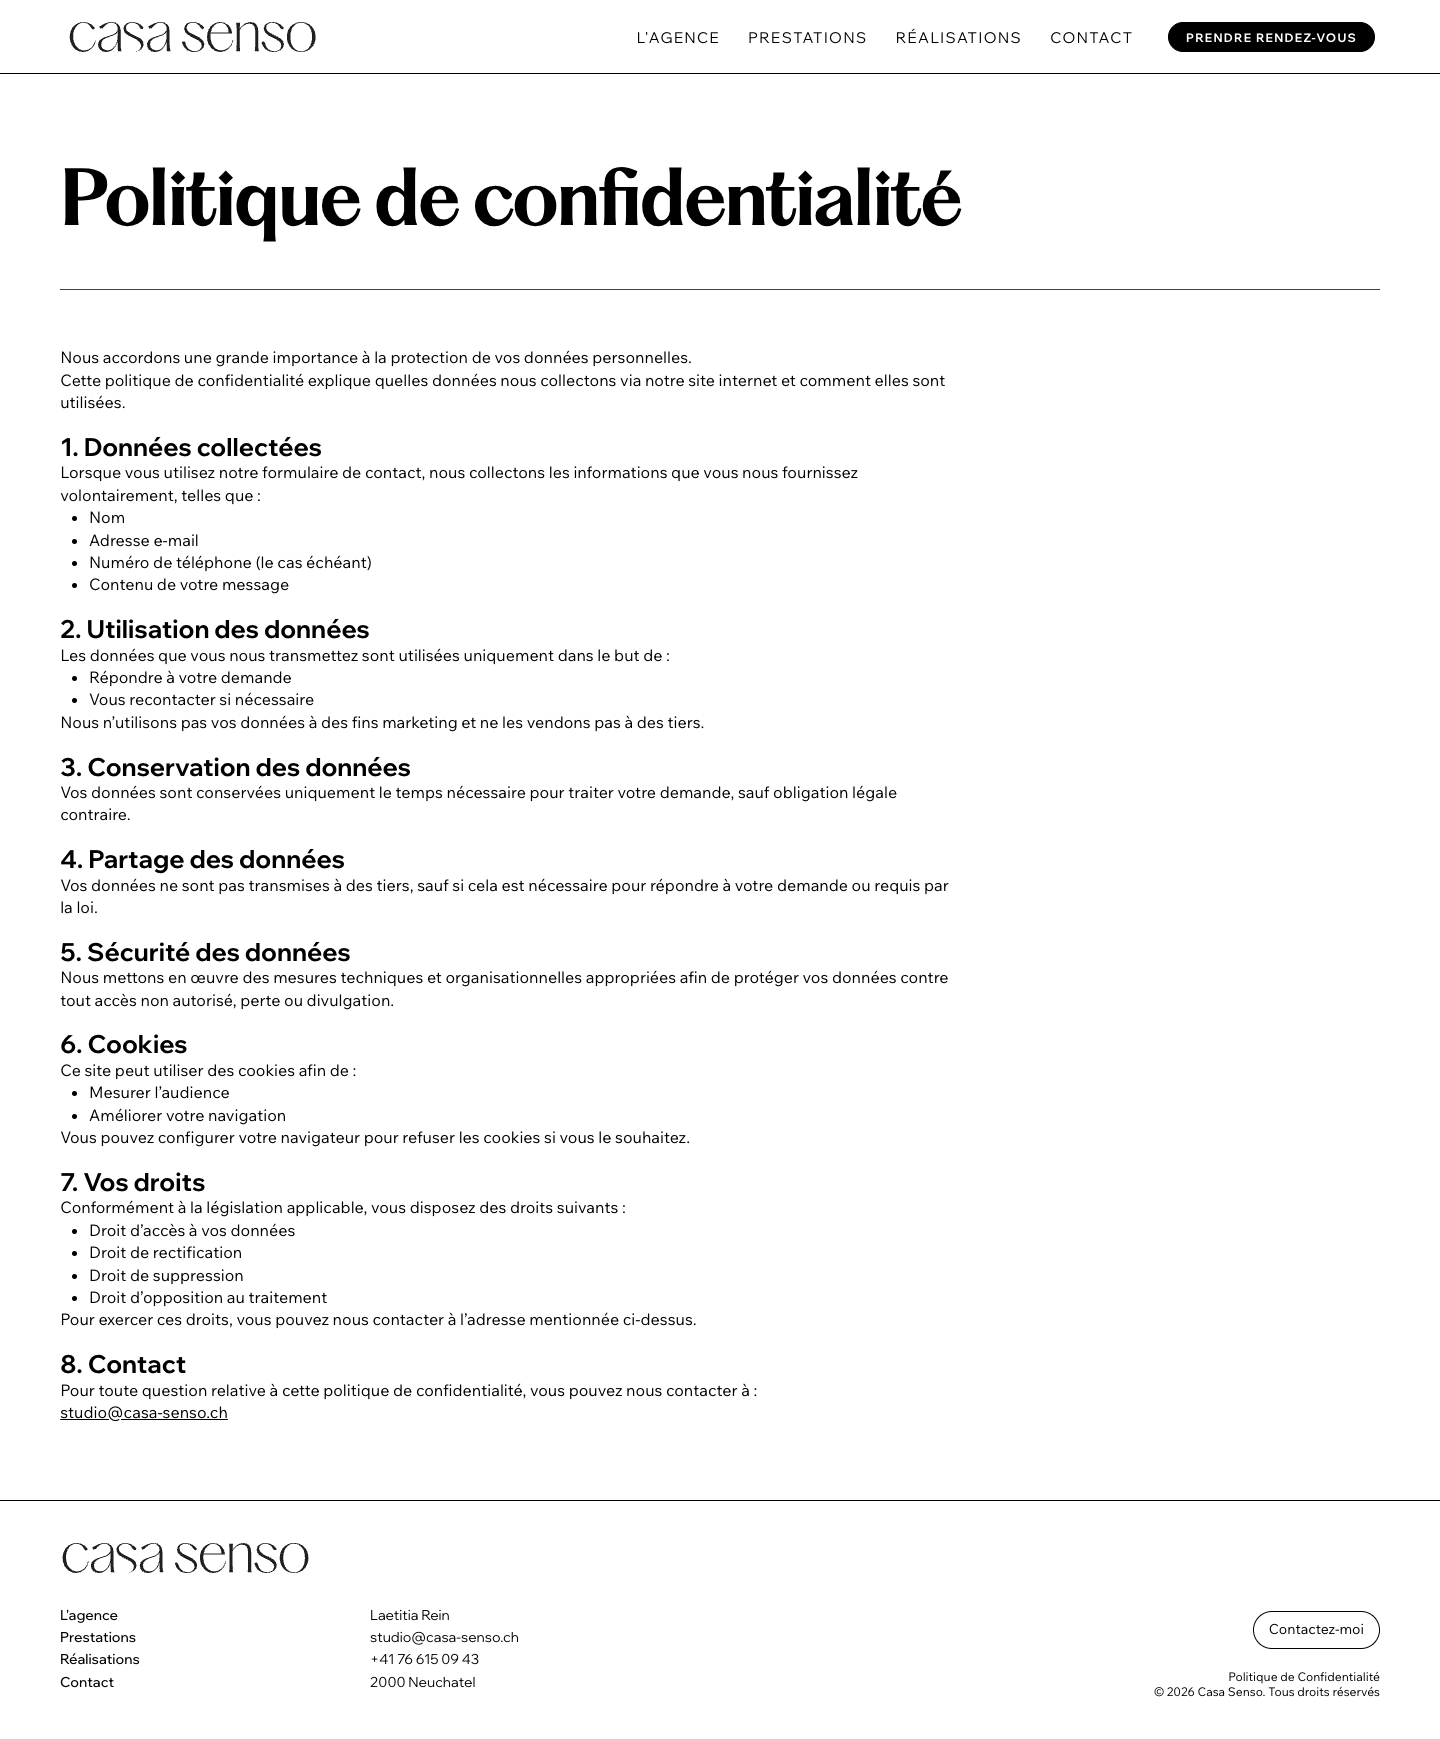 casa senso
L'AGENCE PRESTATIONS RÉALISATIONS CONTACT PRENDRE RENDEZ-VOUS
Politique de confidentialité
Nous accordons une grande importance à la protection de vos données personnelles.
Cette politique de confidentialité explique quelles données nous collectons via notre site internet et comment elles sont
utilisées.
1. Données collectées
Lorsque vous utilisez notre formulaire de contact, nous collectons les informations que vous nous fournissez
volontairement, telles que :
• Nom
• Adresse e-mail
• Numéro de téléphone (le cas échéant)
• Contenu de votre message
2. Utilisation des données
Les données que vous nous transmettez sont utilisées uniquement dans le but de :
• Répondre à votre demande
• Vous recontacter si nécessaire
Nous n’utilisons pas vos données à des fins marketing et ne les vendons pas à des tiers.
3. Conservation des données
Vos données sont conservées uniquement le temps nécessaire pour traiter votre demande, sauf obligation légale
contraire.
4. Partage des données
Vos données ne sont pas transmises à des tiers, sauf si cela est nécessaire pour répondre à votre demande ou requis par
la loi.
5. Sécurité des données
Nous mettons en œuvre des mesures techniques et organisationnelles appropriées afin de protéger vos données contre
tout accès non autorisé, perte ou divulgation.
6. Cookies
Ce site peut utiliser des cookies afin de :
• Mesurer l’audience
• Améliorer votre navigation
Vous pouvez configurer votre navigateur pour refuser les cookies si vous le souhaitez.
7. Vos droits
Conformément à la législation applicable, vous disposez des droits suivants :
• Droit d’accès à vos données
• Droit de rectification
• Droit de suppression
• Droit d’opposition au traitement
Pour exercer ces droits, vous pouvez nous contacter à l’adresse mentionnée ci-dessus.
8. Contact
Pour toute question relative à cette politique de confidentialité, vous pouvez nous contacter à :
studio@casa-senso.ch
casa senso
L'agence
Prestations
Réalisations
Contact
Laetitia Rein
studio@casa-senso.ch
+41 76 615 09 43
2000 Neuchatel
Contactez-moi
Politique de Confidentialité
© 2026 Casa Senso. Tous droits réservés